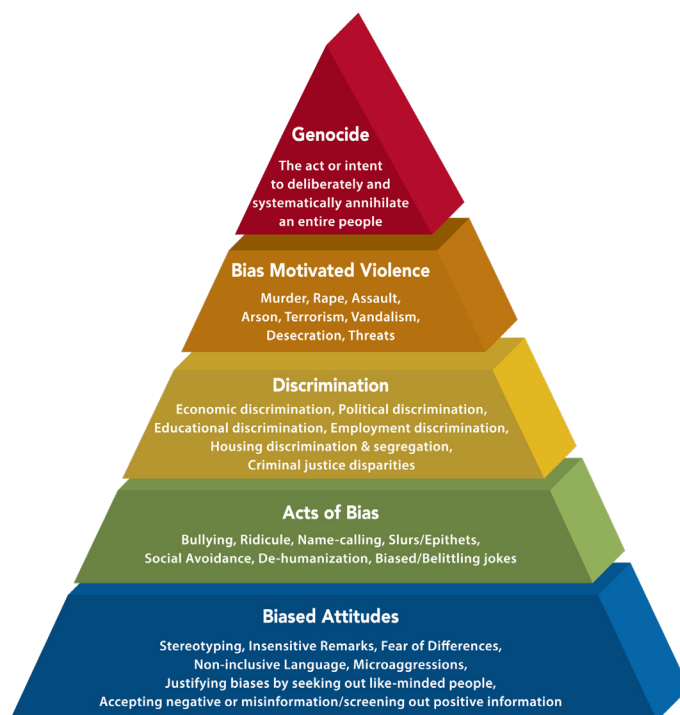 Genocide
The act or intent
to deliberately and
systematically annihilate
an entire people
Bias Motivated Violence
Murder, Rape, Assault,
Arson, Terrorism, Vandalism,
Desecration, Threats
Discrimination
Economic discrimination, Political discrimination,
Educational discrimination, Employment discrimination,
Housing discrimination & segregation,
Criminal justice disparities
Acts of Bias
Bullying, Ridicule, Name-calling, Slurs/Epithets,
Social Avoidance, De-humanization, Biased/Belittling jokes
Biased Attitudes
Stereotyping, Insensitive Remarks, Fear of Differences,
Non-inclusive Language, Microaggressions,
Justifying biases by seeking out like-minded people,
Accepting negative or misinformation/screening out positive information